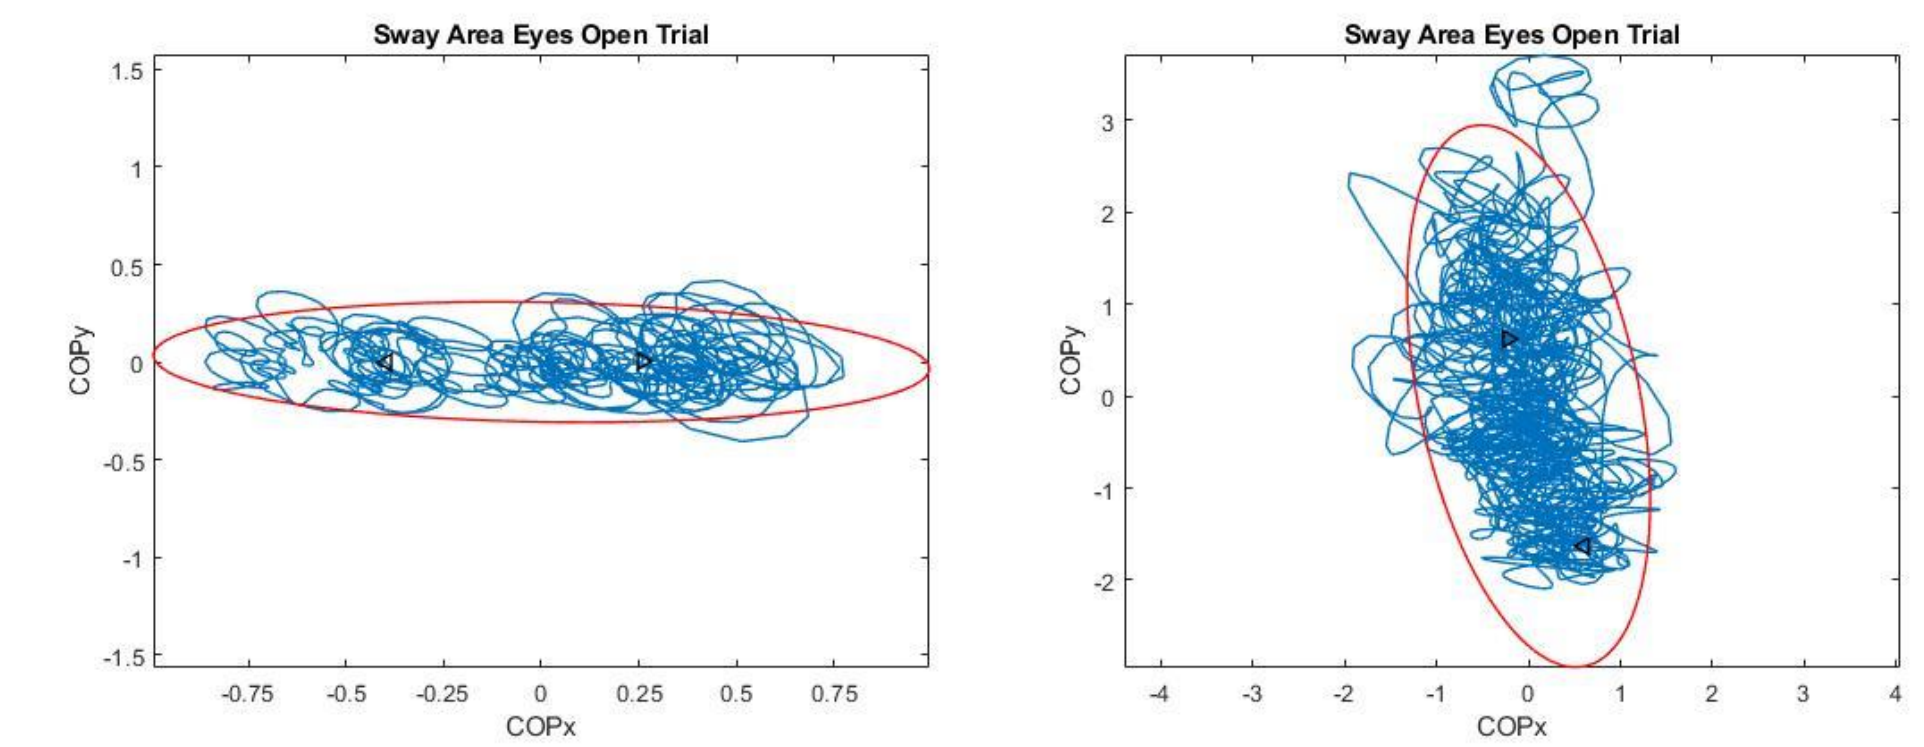 Sway Area Eyes Open Trial
1.5
1
0.5
0
-0.5
-1
-1.5
COPy
-0.75 -0.5 -0.25 0 0.25 0.5 0.75
COPx
Sway Area Eyes Open Trial
3
2
1
0
-1
-2
COPy
-4 -3 -2 -1 0 1 2 3 4
COPx